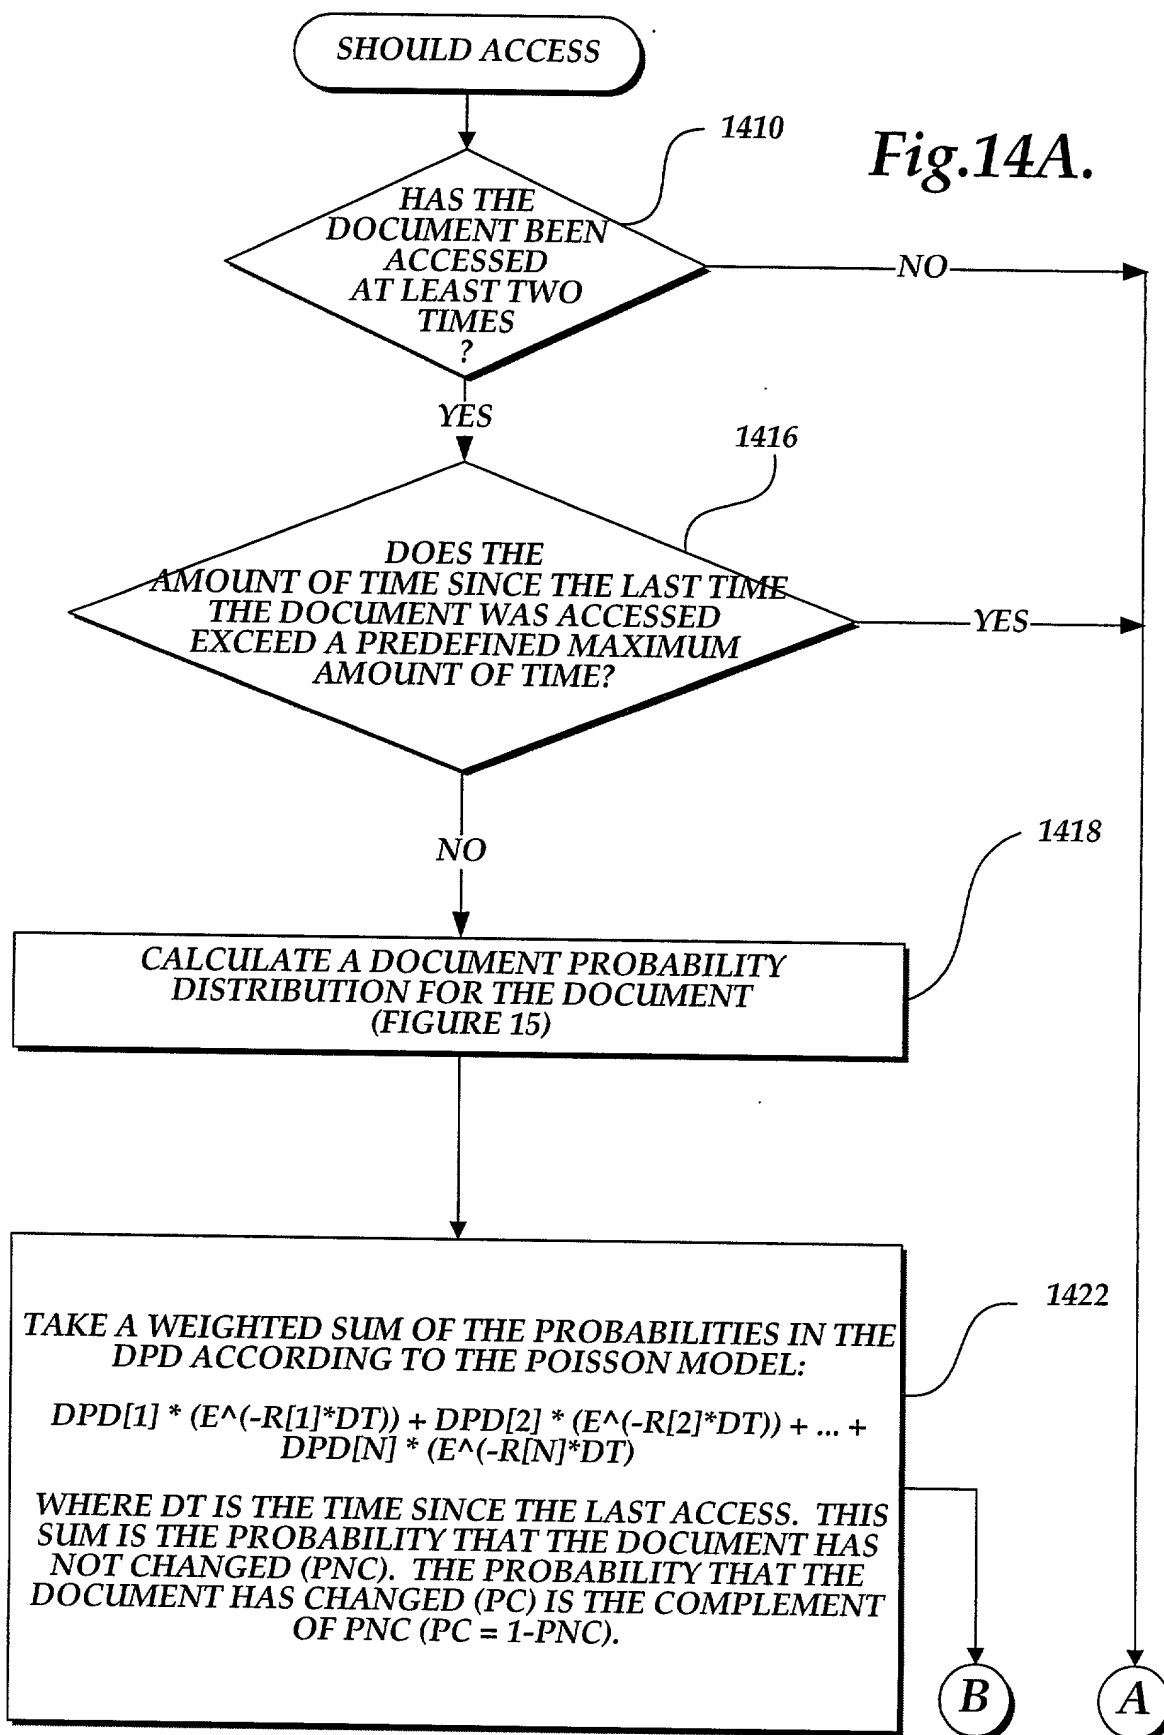 SHOULD ACCESS
1410
Fig.14A.
HAS THE
DOCUMENT BEEN
ACCESSED
AT LEAST TWO
TIMES
?
NO
YES
1416
DOES THE
AMOUNT OF TIME SINCE THE LAST TIME
THE DOCUMENT WAS ACCESSED
EXCEED A PREDEFINED MAXIMUM
AMOUNT OF TIME?
YES
NO
1418
CALCULATE A DOCUMENT PROBABILITY
DISTRIBUTION FOR THE DOCUMENT
(FIGURE 15)
1422
TAKE A WEIGHTED SUM OF THE PROBABILITIES IN THE
DPD ACCORDING TO THE POISSON MODEL:
DPD[1] * (E^(-R[1]*DT)) + DPD[2] * (E^(-R[2]*DT)) + ... +
DPD[N] * (E^(-R[N]*DT)
WHERE DT IS THE TIME SINCE THE LAST ACCESS. THIS
SUM IS THE PROBABILITY THAT THE DOCUMENT HAS
NOT CHANGED (PNC). THE PROBABILITY THAT THE
DOCUMENT HAS CHANGED (PC) IS THE COMPLEMENT
OF PNC (PC = 1-PNC).
B
A